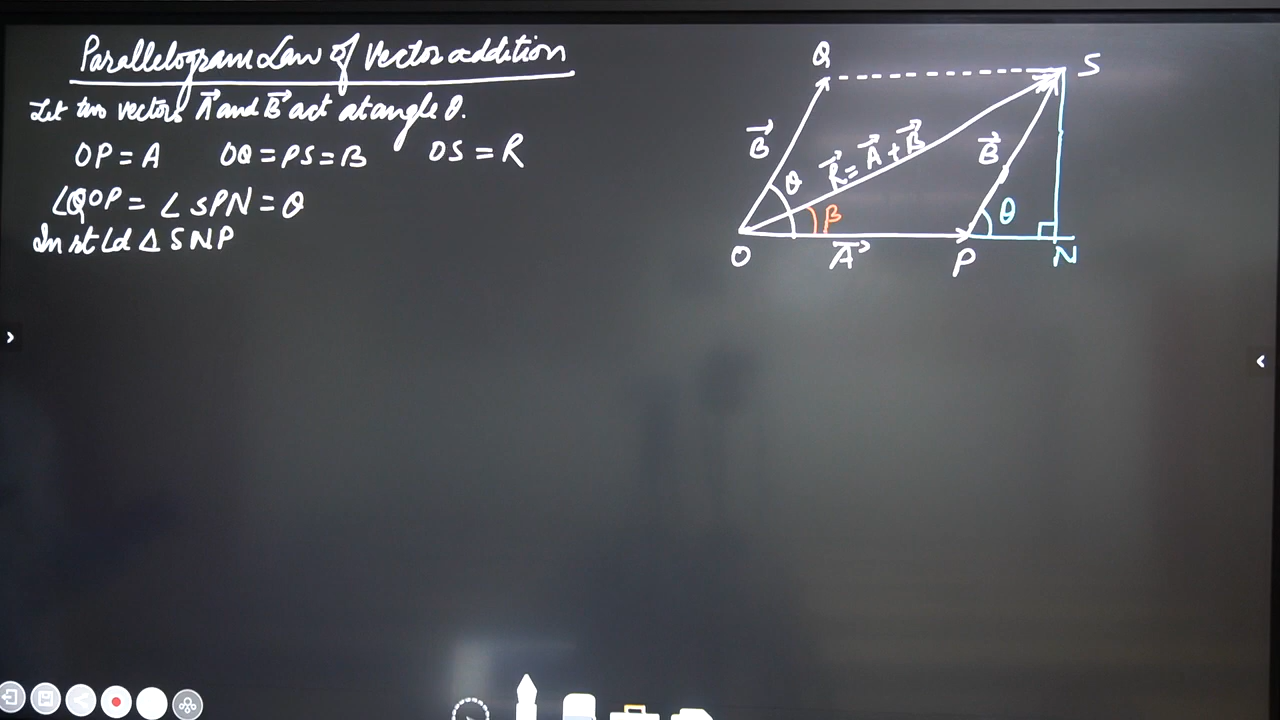 Parallelogram Law of Vector addition
Let two vectors A⃗ and B⃗ act at angle θ.
OP = A OQ = PS = B OS = R
∠QOP = ∠SPN = θ
In rt ∠d Δ SNP
Q
S
B⃗
θ
R⃗ = A⃗ + B⃗
B⃗
β
θ
O
A⃗
P
N